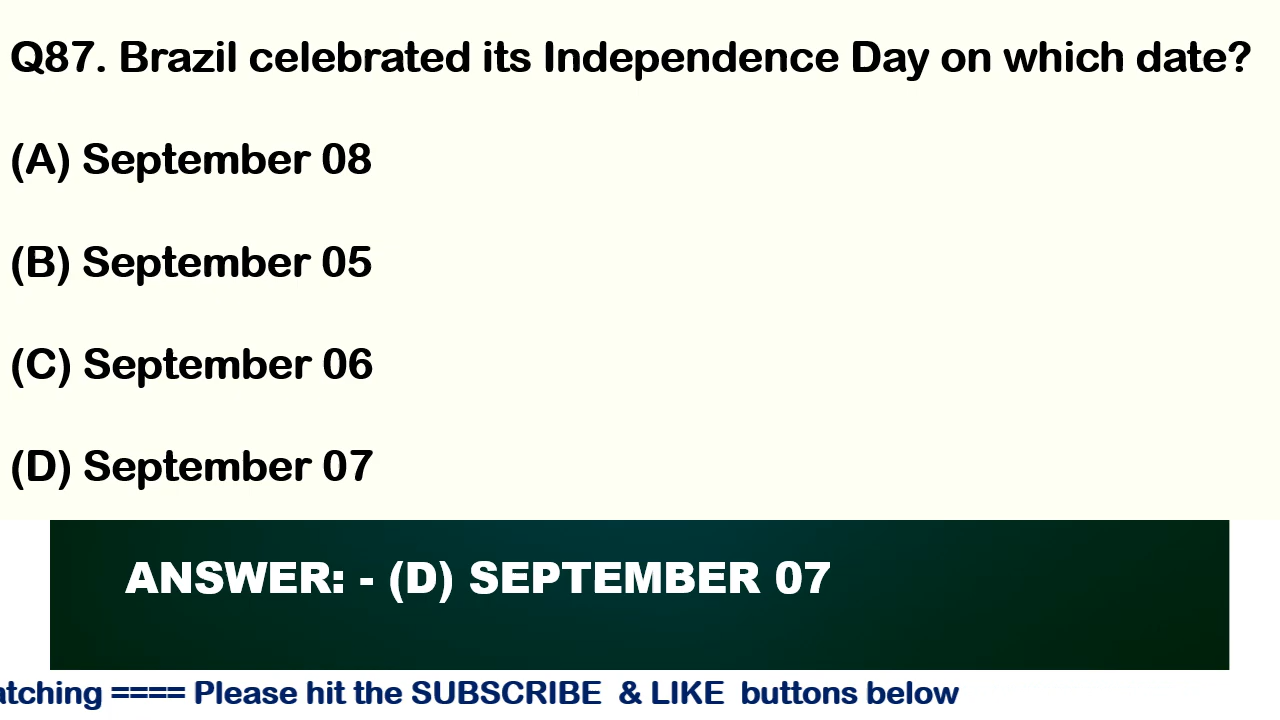 Q87. Brazil celebrated its Independence Day on which date?
(A) September 08
(B) September 05
(C) September 06
(D) September 07
ANSWER: - (D) SEPTEMBER 07
==== Please hit the SUBSCRIBE & LIKE buttons below